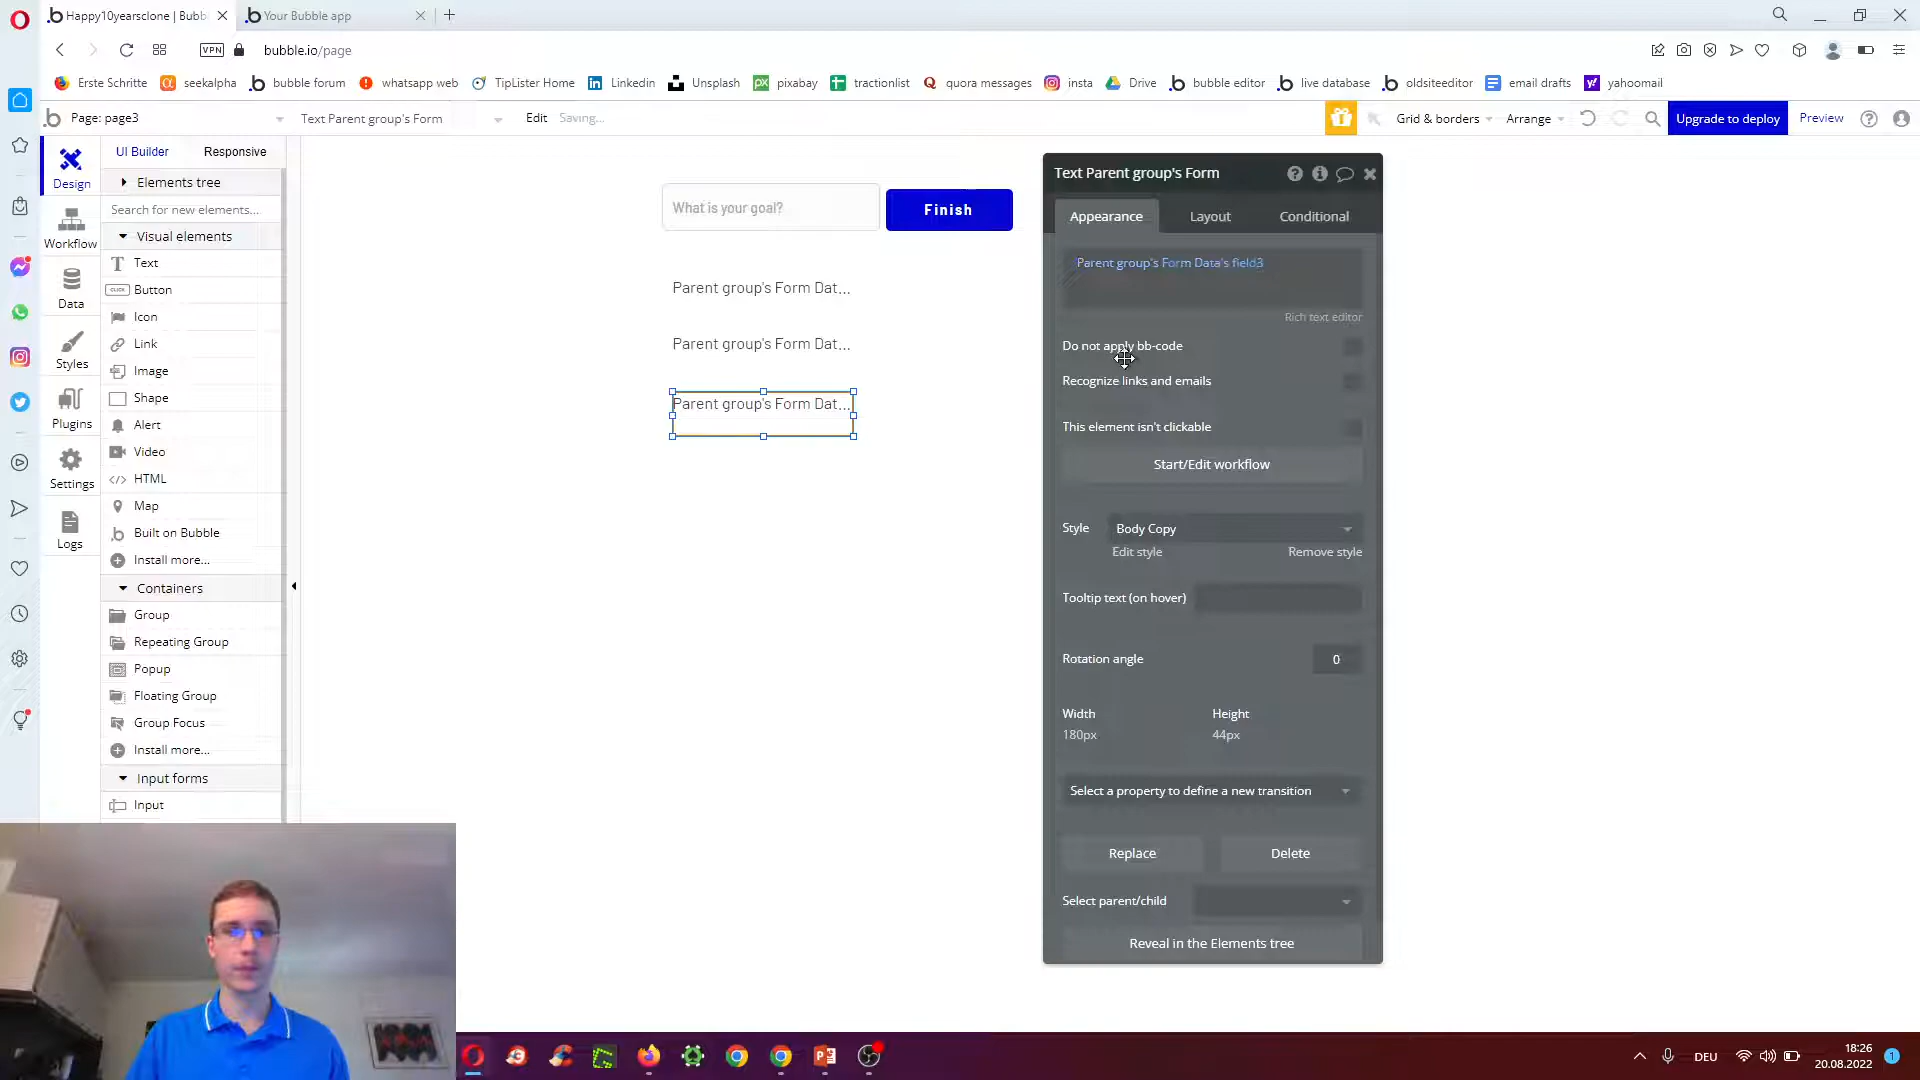 Happy10yearsclone | Bubb
Your Bubble app
VPN
bubble.io/page
Erste Schritte
seekalpha
bubble forum
whatsapp web
TipLister Home
Linkedin
Unsplash
pixabay
tractionlist
quora messages
insta
Drive
bubble editor
live database
oldsiteeditor
email drafts
yahoomail
Page: page3
Text Parent group's Form
Edit
Saving...
Grid & borders
Arrange
Upgrade to deploy
Preview
Design
Workflow
Data
Styles
Plugins
Settings
Logs
UI Builder
Responsive
Elements tree
Search for new elements...
Visual elements
Text
CLICK
Button
Icon
Link
Image
Shape
Alert
Video
HTML
Map
Built on Bubble
Install more...
Containers
Group
Repeating Group
Popup
Floating Group
Group Focus
Install more...
Input forms
Input
What is your goal?
Finish
Parent group's Form Dat...
Parent group's Form Dat...
Parent group's Form Dat...
Text Parent group's Form
Appearance
Layout
Conditional
Parent group's Form Data's field3
Rich text editor
Do not apply bb-code
Recognize links and emails
This element isn't clickable
Start/Edit workflow
Style
Body Copy
Edit style
Remove style
Tooltip text (on hover)
Rotation angle
0
Width
Height
180px
44px
Select a property to define a new transition
Replace
Delete
Select parent/child
Reveal in the Elements tree
DEU
18:26
20.08.2022
1